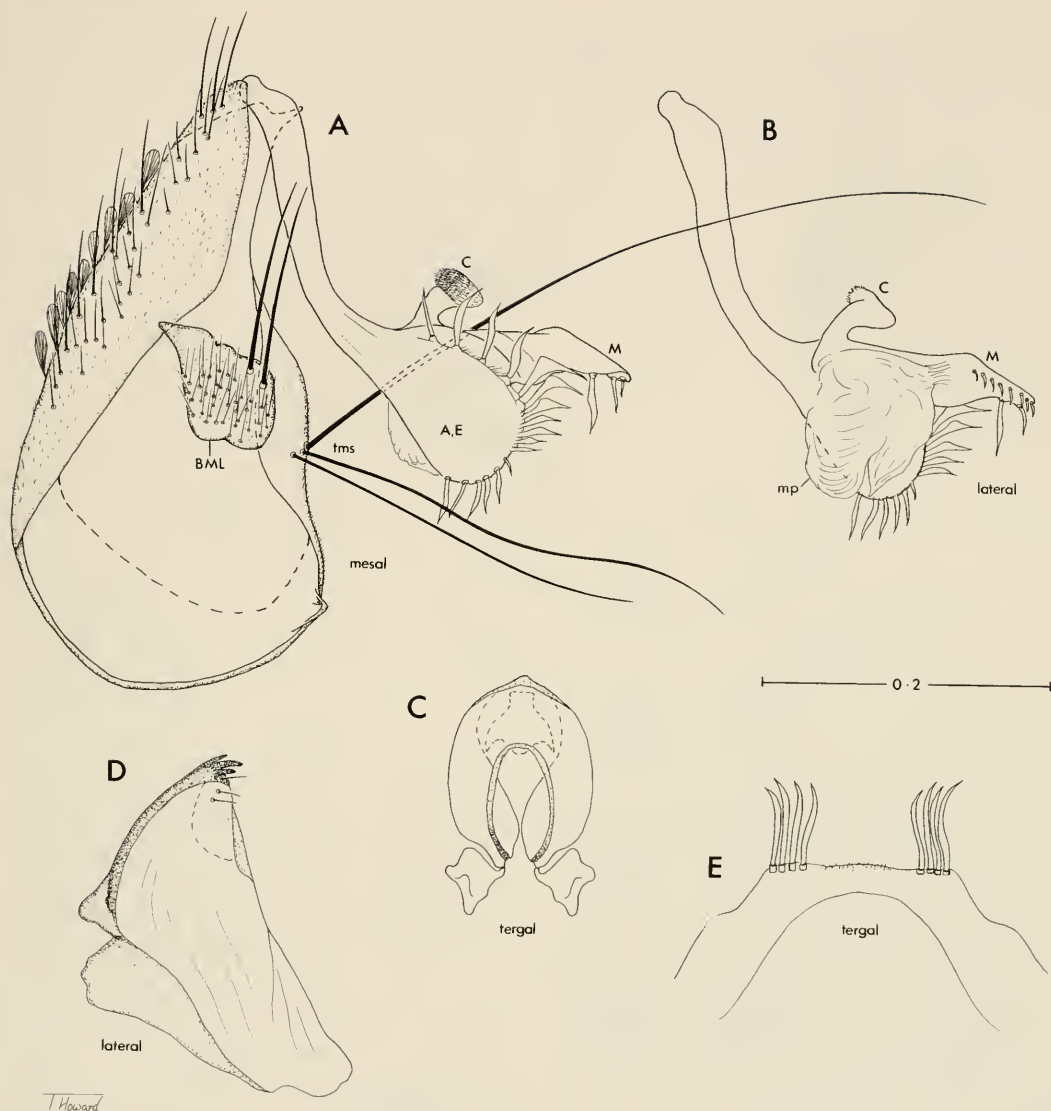 A
B
C
C
M
M
A,E
BML
tms
mp
lateral
mesal
0·2
C
D
E
tergal
tergal
lateral
T Howard